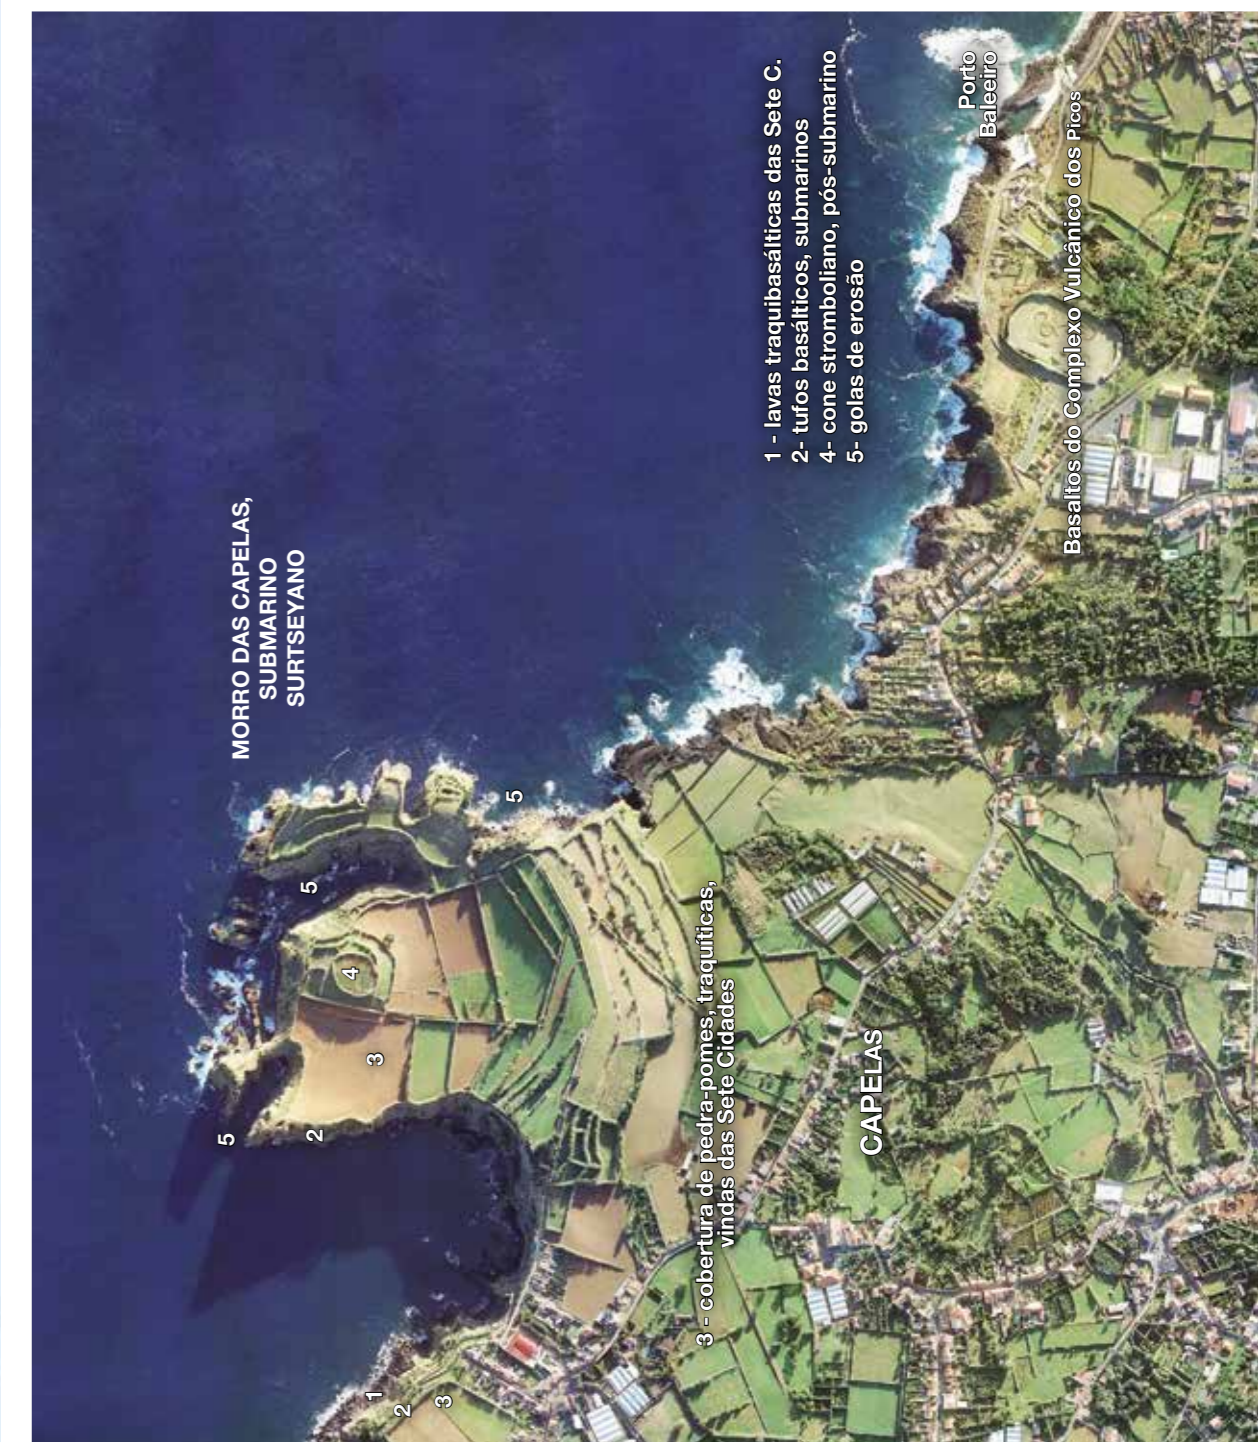 MORRO DAS CAPELAS,
SUBMARINO
SURTSEYANO
5
5
4
3
5
2
1
2
3
3 - cobertura de pedra-pomes, traquíticas,
vindas das Sete Cidades
1 - lavas traquibasálticas das Sete C.
2- tufos basálticos, submarinos
4- cone stromboliano, pós-submarino
5- golas de erosão
CAPELAS
Porto
Baleeiro
Basaltos do Complexo Vulcânico dos Picos